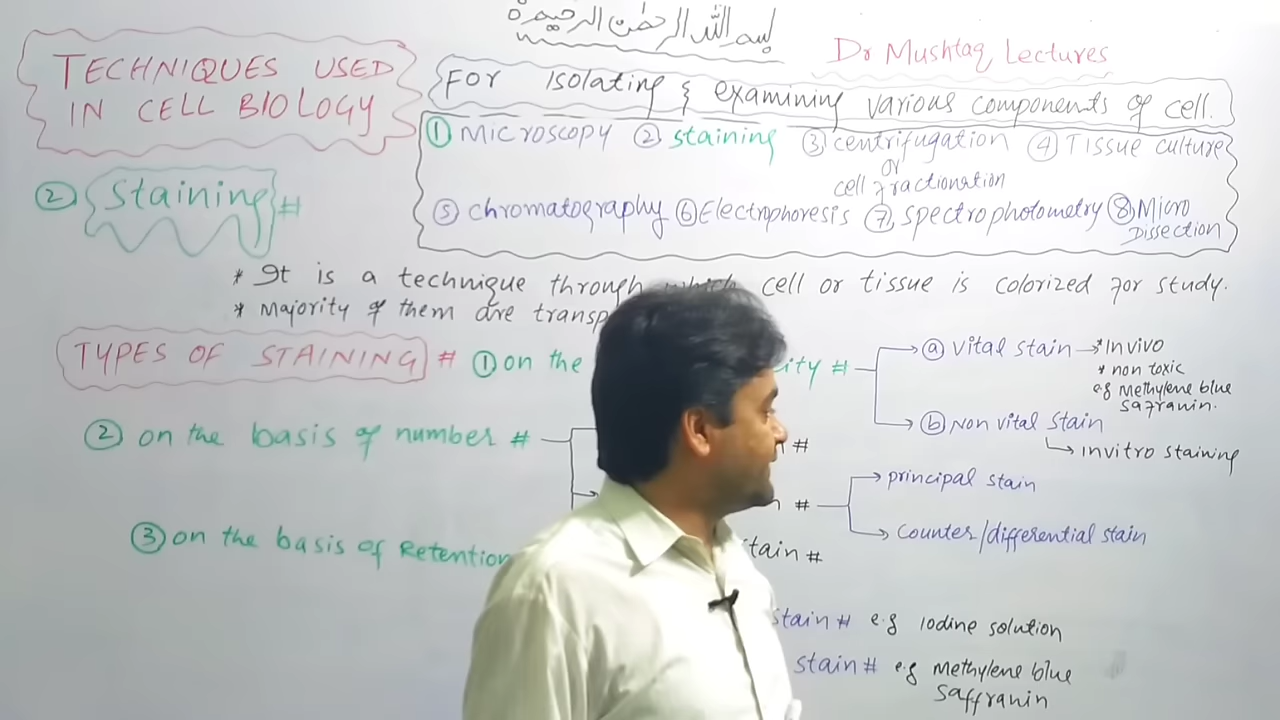 بسم الله الرحمن الرحيم
Dr Mushtaq Lectures
TECHNIQUES USED
IN CELL BIOLOGY
FOR isolating & examining various components of cell.
① Microscopy ② staining ③ centrifugation ④ Tissue culture
or
cell fractionation
⑤ chromatography ⑥ Electrophoresis ⑦ spectrophotometry ⑧ Micro
Dissection
② Staining #
* It is a technique through which cell or tissue is colorized for study.
* Majority of them are
TYPES OF STAINING # ① on the #
ⓐ vital stain → * Invivo
* non toxic
e.g Methylene blue
safranin.
ⓑ Non vital stain
→ invitro staining
② on the basis of number #
#
# → principal stain
→ counter/differential stain
③ on the basis of Retention
#
stain # e.g Iodine solution
stain # e.g Methylene blue
saffranin